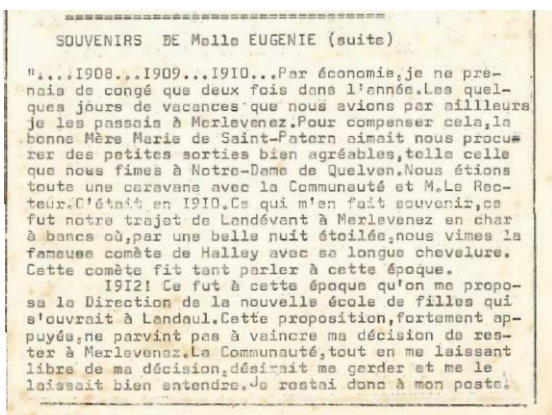 SOUVENIRS DE Melle EUGENIE (suite)
"....I908...I909...I9I0...Par économie,je ne pre-
nais de congé que deux fois dans l'année.Les quel-
ques jours de vacances que nous avions par aillleurs
je les passais à Merlevenez.Pour compenser cela,la
bonne Mère Marie de Saint-Patern aimait nous procu-
rer des petites sorties bien agréables,telle celle
que nous fimes à Notre-Dame de Quelven.Nous étions
toute une caravane avec la Communauté et M.Le Rec-
teur.C'était en I9I0.Ce qui m'en fait souvenir,ce
fut notre trajet de Landévant à Merlevenez en char
à bancs où,par une belle nuit étoilée,nous vimes la
fameuse comète de Halley avec sa longue chevelure.
Cette comète fit tant parler à cette époque.
I9I2! Ce fut à cette époque qu'on me propo-
sa la Direction de la nouvelle école de filles qui
s'ouvrait à Landaul.Cette proposition,fortement ap-
puyée,ne parvint pas à vaincre ma décision de res-
ter à Merlevenez.La Communauté,tout en me laissant
libre de ma décision,désirait me garder et me le
laissait bien entendre.Je restai donc à mon poste.